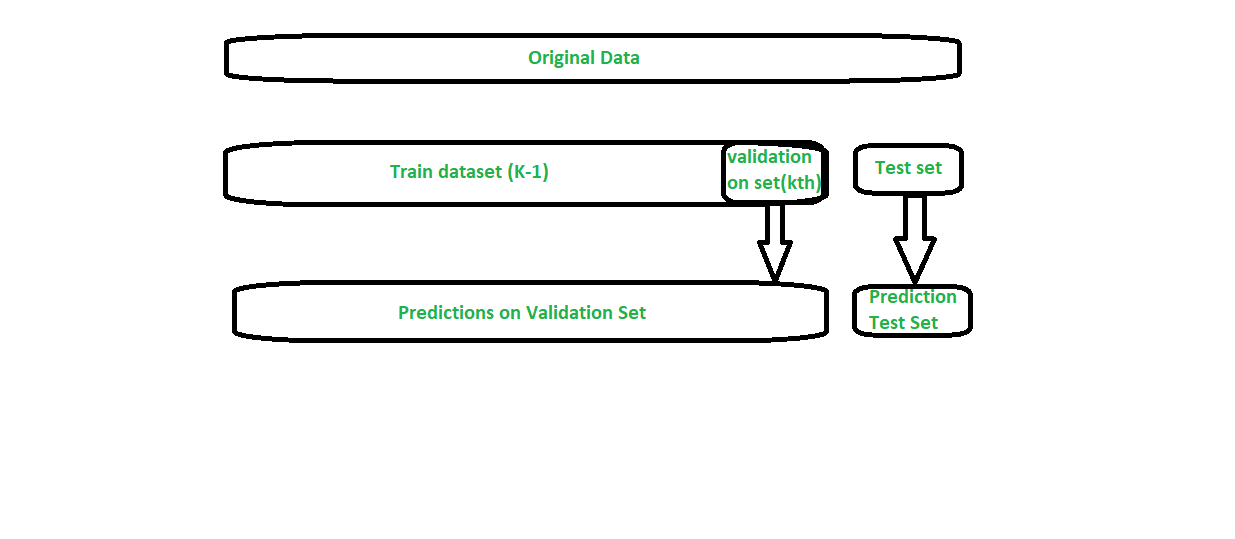 Original Data
Train dataset (K-1)
validation
on set(kth)
Test set
Predictions on Validation Set
Prediction
Test Set